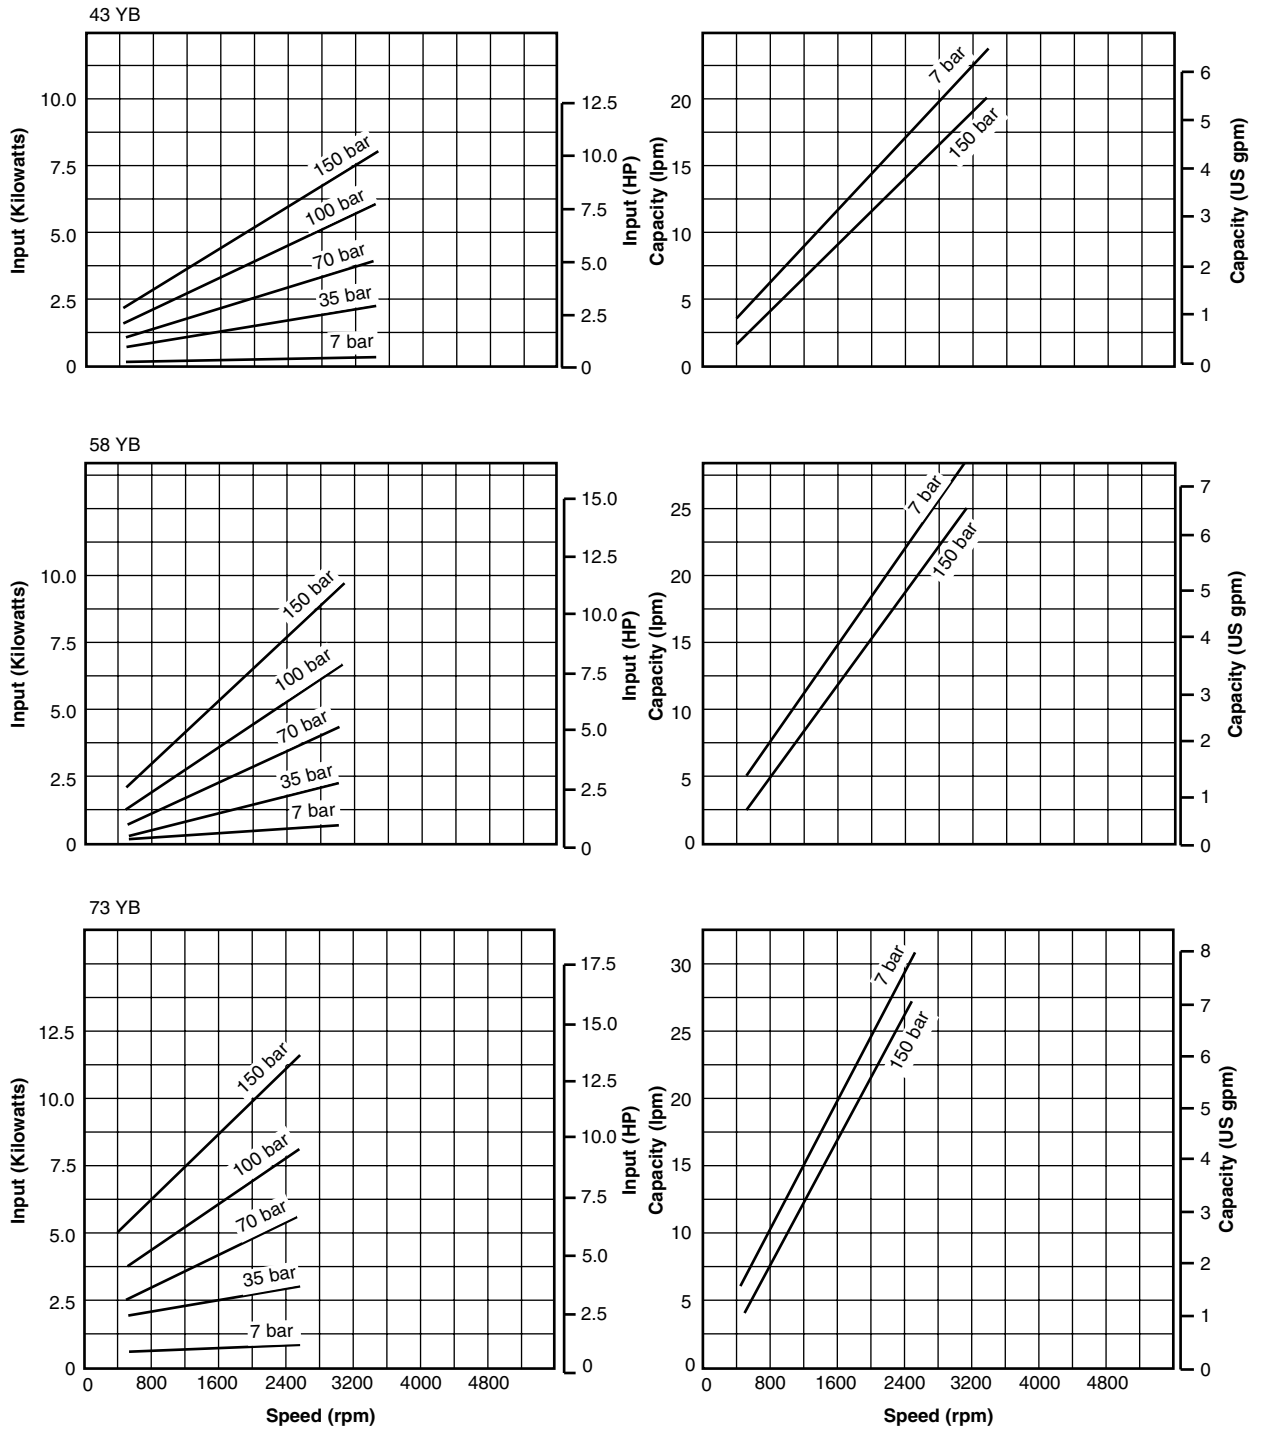 43 YB
Input (Kilowatts)
10.0
7.5
5.0
2.5
0
150 bar
100 bar
70 bar
35 bar
7 bar
12.5
10.0
7.5
5.0
2.5
0
Input (HP)
Capacity (lpm)
20
15
10
5
0
7 bar
150 bar
6
5
4
3
2
1
0
Capacity (US gpm)
58 YB
Input (Kilowatts)
10.0
7.5
5.0
2.5
0
150 bar
100 bar
70 bar
35 bar
7 bar
15.0
12.5
10.0
7.5
5.0
2.5
0
Input (HP)
Capacity (lpm)
25
20
15
10
5
0
7 bar
150 bar
7
6
5
4
3
2
1
0
Capacity (US gpm)
73 YB
Input (Kilowatts)
12.5
10.0
7.5
5.0
2.5
0
150 bar
100 bar
70 bar
35 bar
7 bar
17.5
15.0
12.5
10.0
7.5
5.0
2.5
0
Input (HP)
0 800 1600 2400 3200 4000 4800
Speed (rpm)
Capacity (lpm)
30
25
20
15
10
5
0
7 bar
150 bar
8
7
6
5
4
3
2
1
0
Capacity (US gpm)
0 800 1600 2400 3200 4000 4800
Speed (rpm)